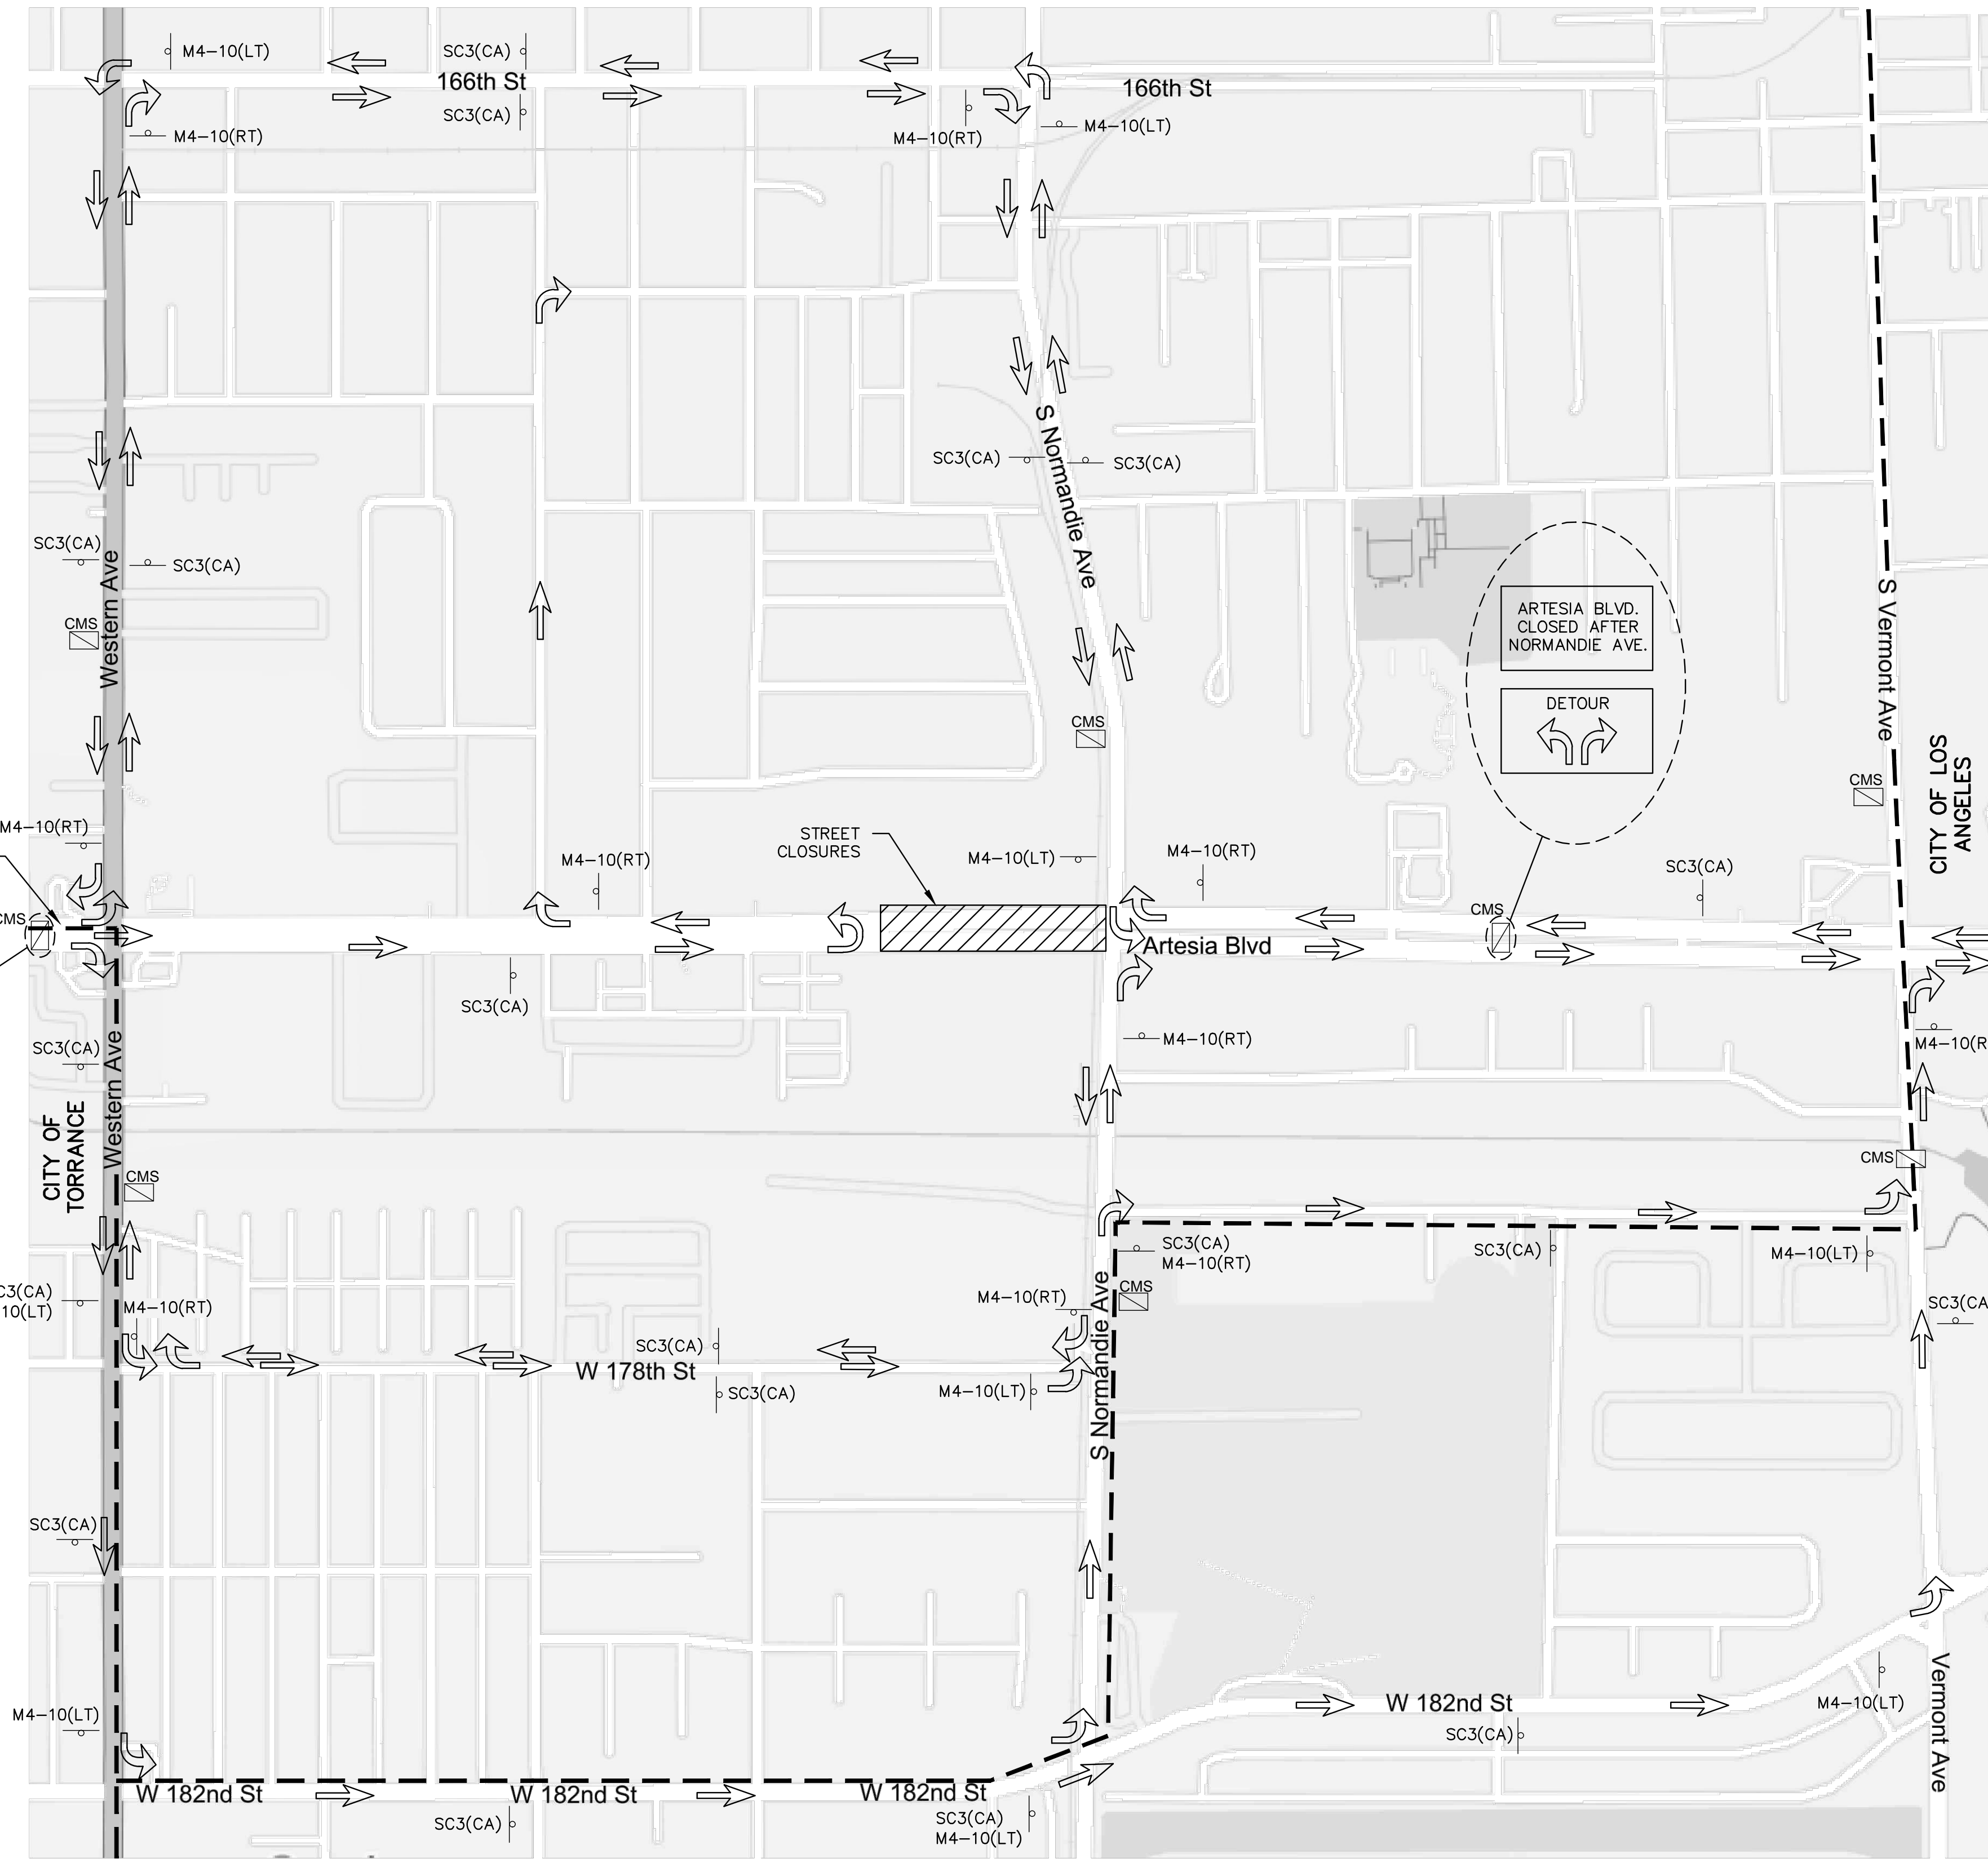 M4-10(LT)
SC3(CA)
166th St
166th St
SC3(CA)
M4-10(RT)
M4-10(RT)
M4-10(LT)
S Normandie Ave
SC3(CA)
SC3(CA)
SC3(CA)
SC3(CA)
Western Ave
CMS
ARTESIA BLVD.
CLOSED AFTER
NORMANDIE AVE.
DETOUR
S Vermont Ave
CMS
CMS
CITY OF LOS
ANGELES
M4-10(RT)
STREET
CLOSURES
M4-10(RT)
M4-10(LT)
M4-10(RT)
SC3(CA)
CMS
CMS
Artesia Blvd
SC3(CA)
SC3(CA)
Western Ave
M4-10(RT)
M4-10(R
CITY OF
TORRANCE
CMS
CMS
SC3(CA)
M4-10(RT)
SC3(CA)
M4-10(LT)
C3(CA)
10(LT)
M4-10(RT)
M4-10(RT)
CMS
S Normandie Ave
SC3(CA
SC3(CA)
W 178th St
SC3(CA)
M4-10(LT)
SC3(CA)
M4-10(LT)
W 182nd St
SC3(CA)
M4-10(LT)
Vermont Ave
W 182nd St
W 182nd St
W 182nd St
SC3(CA)
SC3(CA)
M4-10(LT)